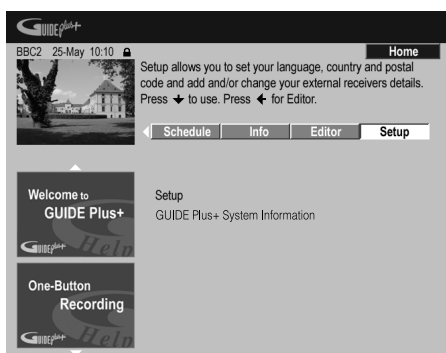 GUIDE Plus+
BBC2 25-May 10:10
Home
Setup allows you to set your language, country and postal
code and add and/or change your external receivers details.
Press to use. Press for Editor.
Schedule Info Editor Setup
Welcome to
GUIDE Plus+
GUIDE Plus+ Help
Setup
GUIDE Plus+ System Information
One-Button
Recording
GUIDE Plus+ Help